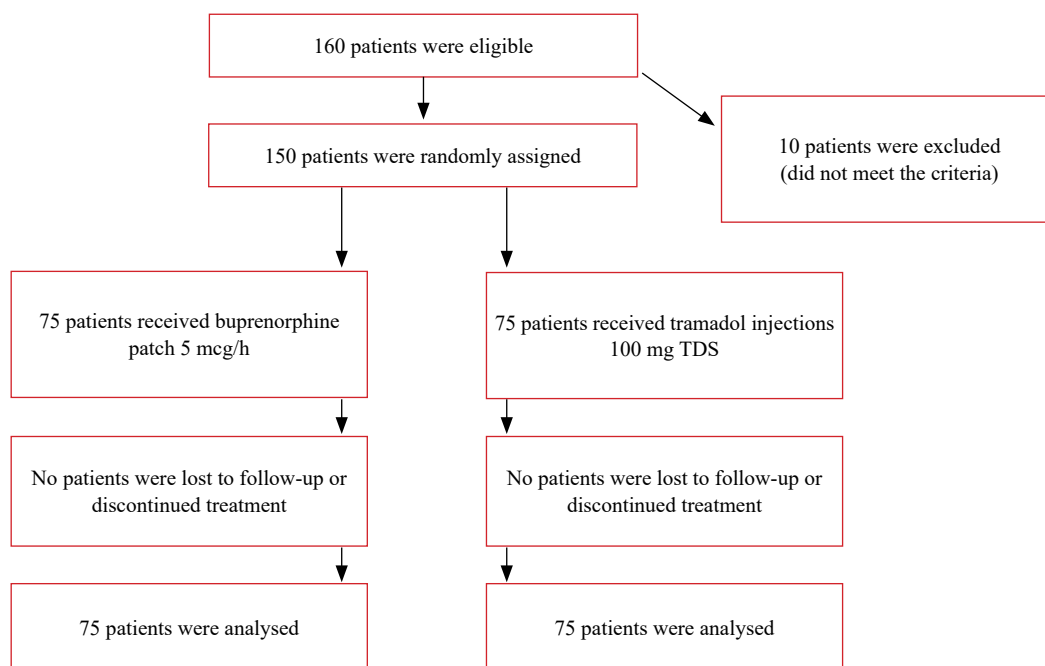 160 patients were eligible
10 patients were excluded
(did not meet the criteria)
150 patients were randomly assigned
75 patients received buprenorphine
patch 5 mcg/h
75 patients received tramadol injections
100 mg TDS
No patients were lost to follow-up or
discontinued treatment
No patients were lost to follow-up or
discontinued treatment
75 patients were analysed
75 patients were analysed